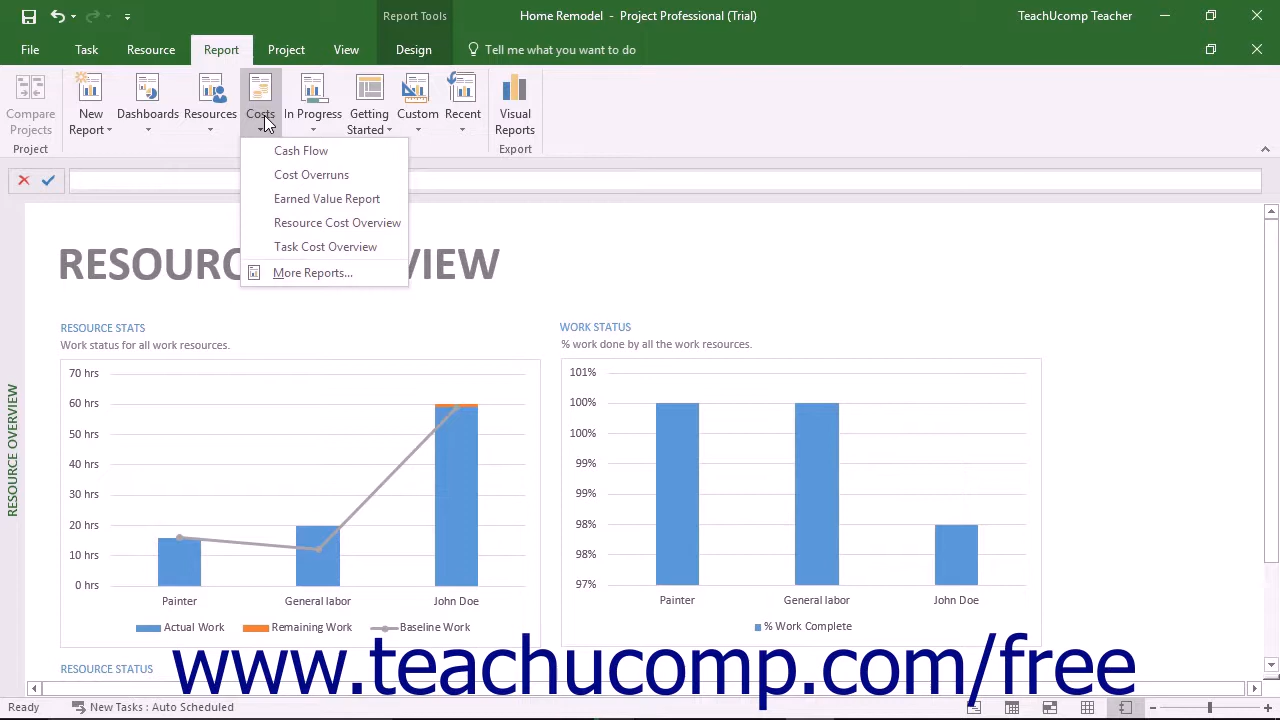 Report Tools
Home Remodel - Project Professional (Trial)
TeachUcomp Teacher
File Task Resource Report Project View Design Tell me what you want to do
Compare Projects
New Report
Dashboards
Resources
Costs
In Progress
Getting Started
Custom
Recent
Visual Reports
Project
Export
Cash Flow
Cost Overruns
Earned Value Report
Resource Cost Overview
Task Cost Overview
More Reports...
RESOURC VIEW
RESOURCE OVERVIEW
RESOURCE STATS
Work status for all work resources.
70 hrs
60 hrs
50 hrs
40 hrs
30 hrs
20 hrs
10 hrs
0 hrs
Painter General labor John Doe
Actual Work Remaining Work Baseline Work
WORK STATUS
% work done by all the work resources.
101%
100%
100%
99%
99%
98%
98%
97%
Painter General labor John Doe
% Work Complete
RESOURCE STATUS
www.teachucomp.com/free
Ready New Tasks : Auto Scheduled